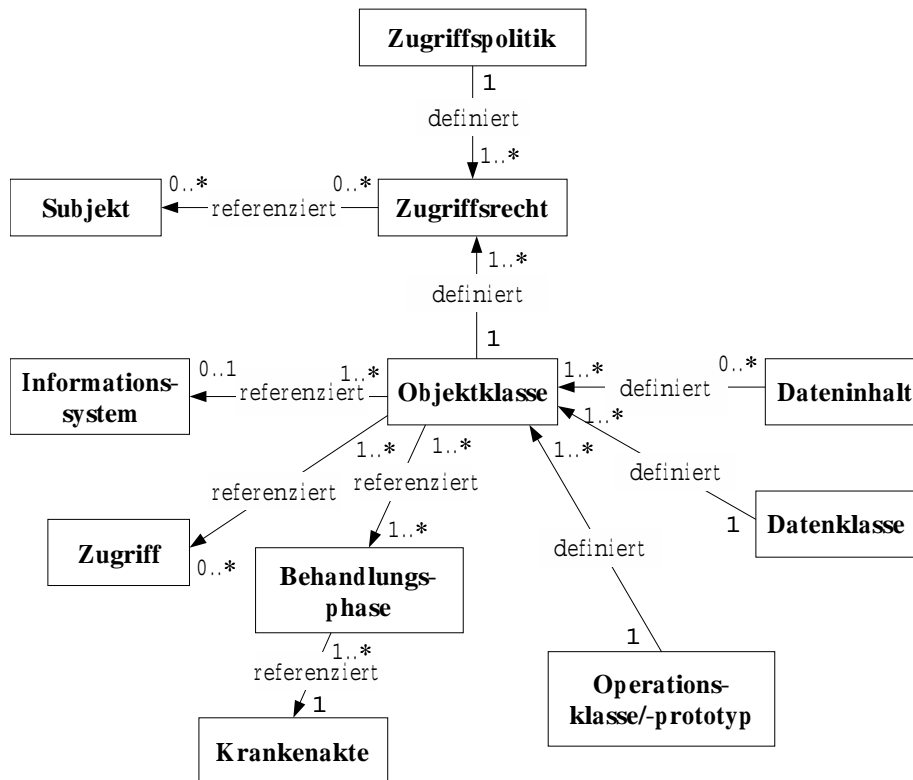 Zugriffspolitik
1
definiert
1..*
0..*
0..*
Subjekt
referenziert
Zugriffsrecht
1..*
definiert
1
Informations-
system
0..1
referenziert
1..*
Objektklasse
1..*
definiert
0..*
Dateninhalt
1..*
1..*
1..*
1..*
referenziert
referenziert
definiert
1
Datenklasse
Zugriff
0..*
1..*
definiert
Behandlungs-
phase
1..*
referenziert
1
1
Operations-
klasse/-prototyp
Krankenakte